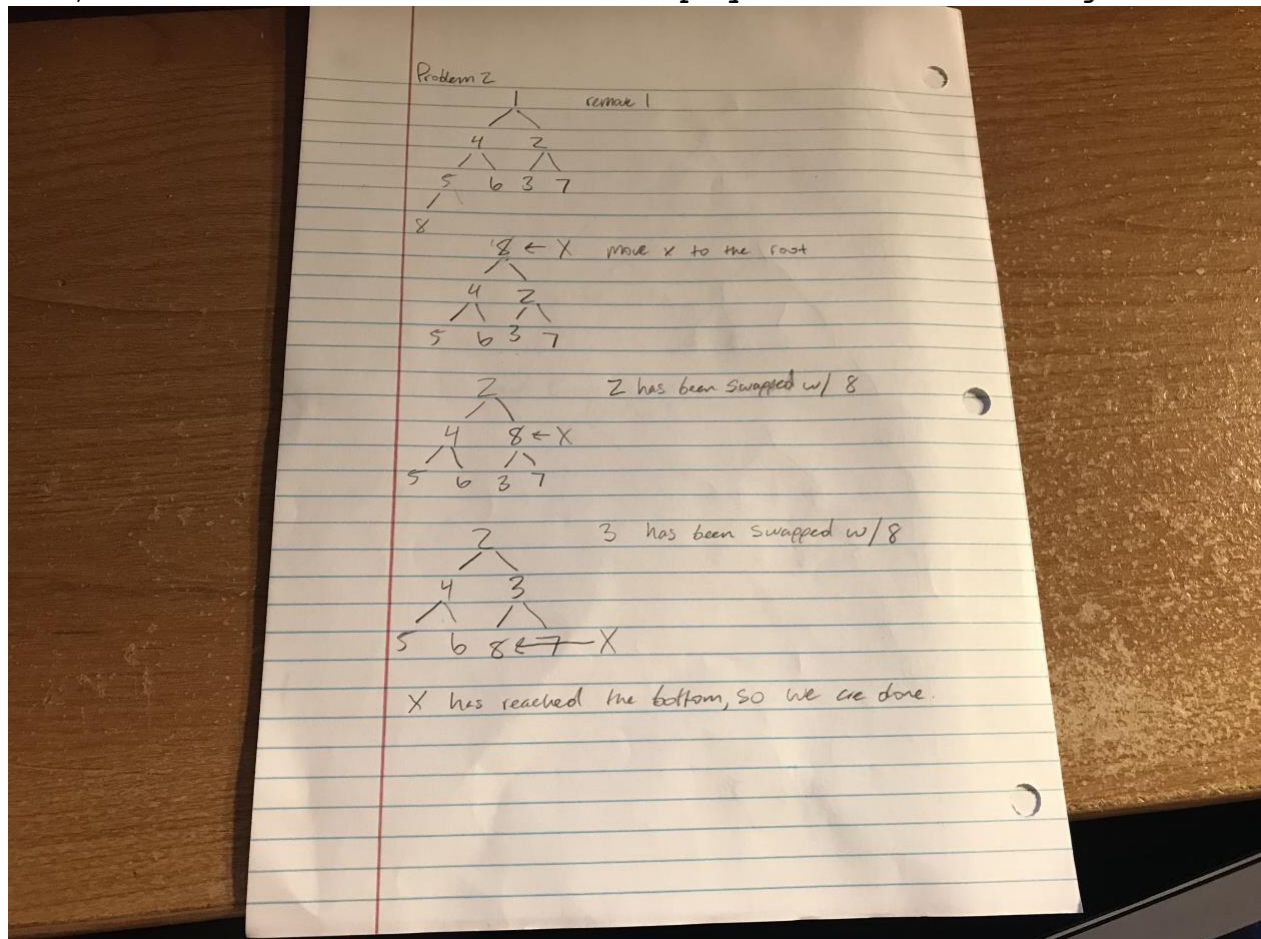 Problem 2
1 remove 1
4 2
5 6 3 7
8
8 ← X move x to the root
4 2
5 6 3 7
2 2 has been swapped w/ 8
4 8 ← X
5 6 3 7
2 3 has been swapped w/8
4 3
5 6 8 ← 7 X
X has reached the bottom, so we are done.